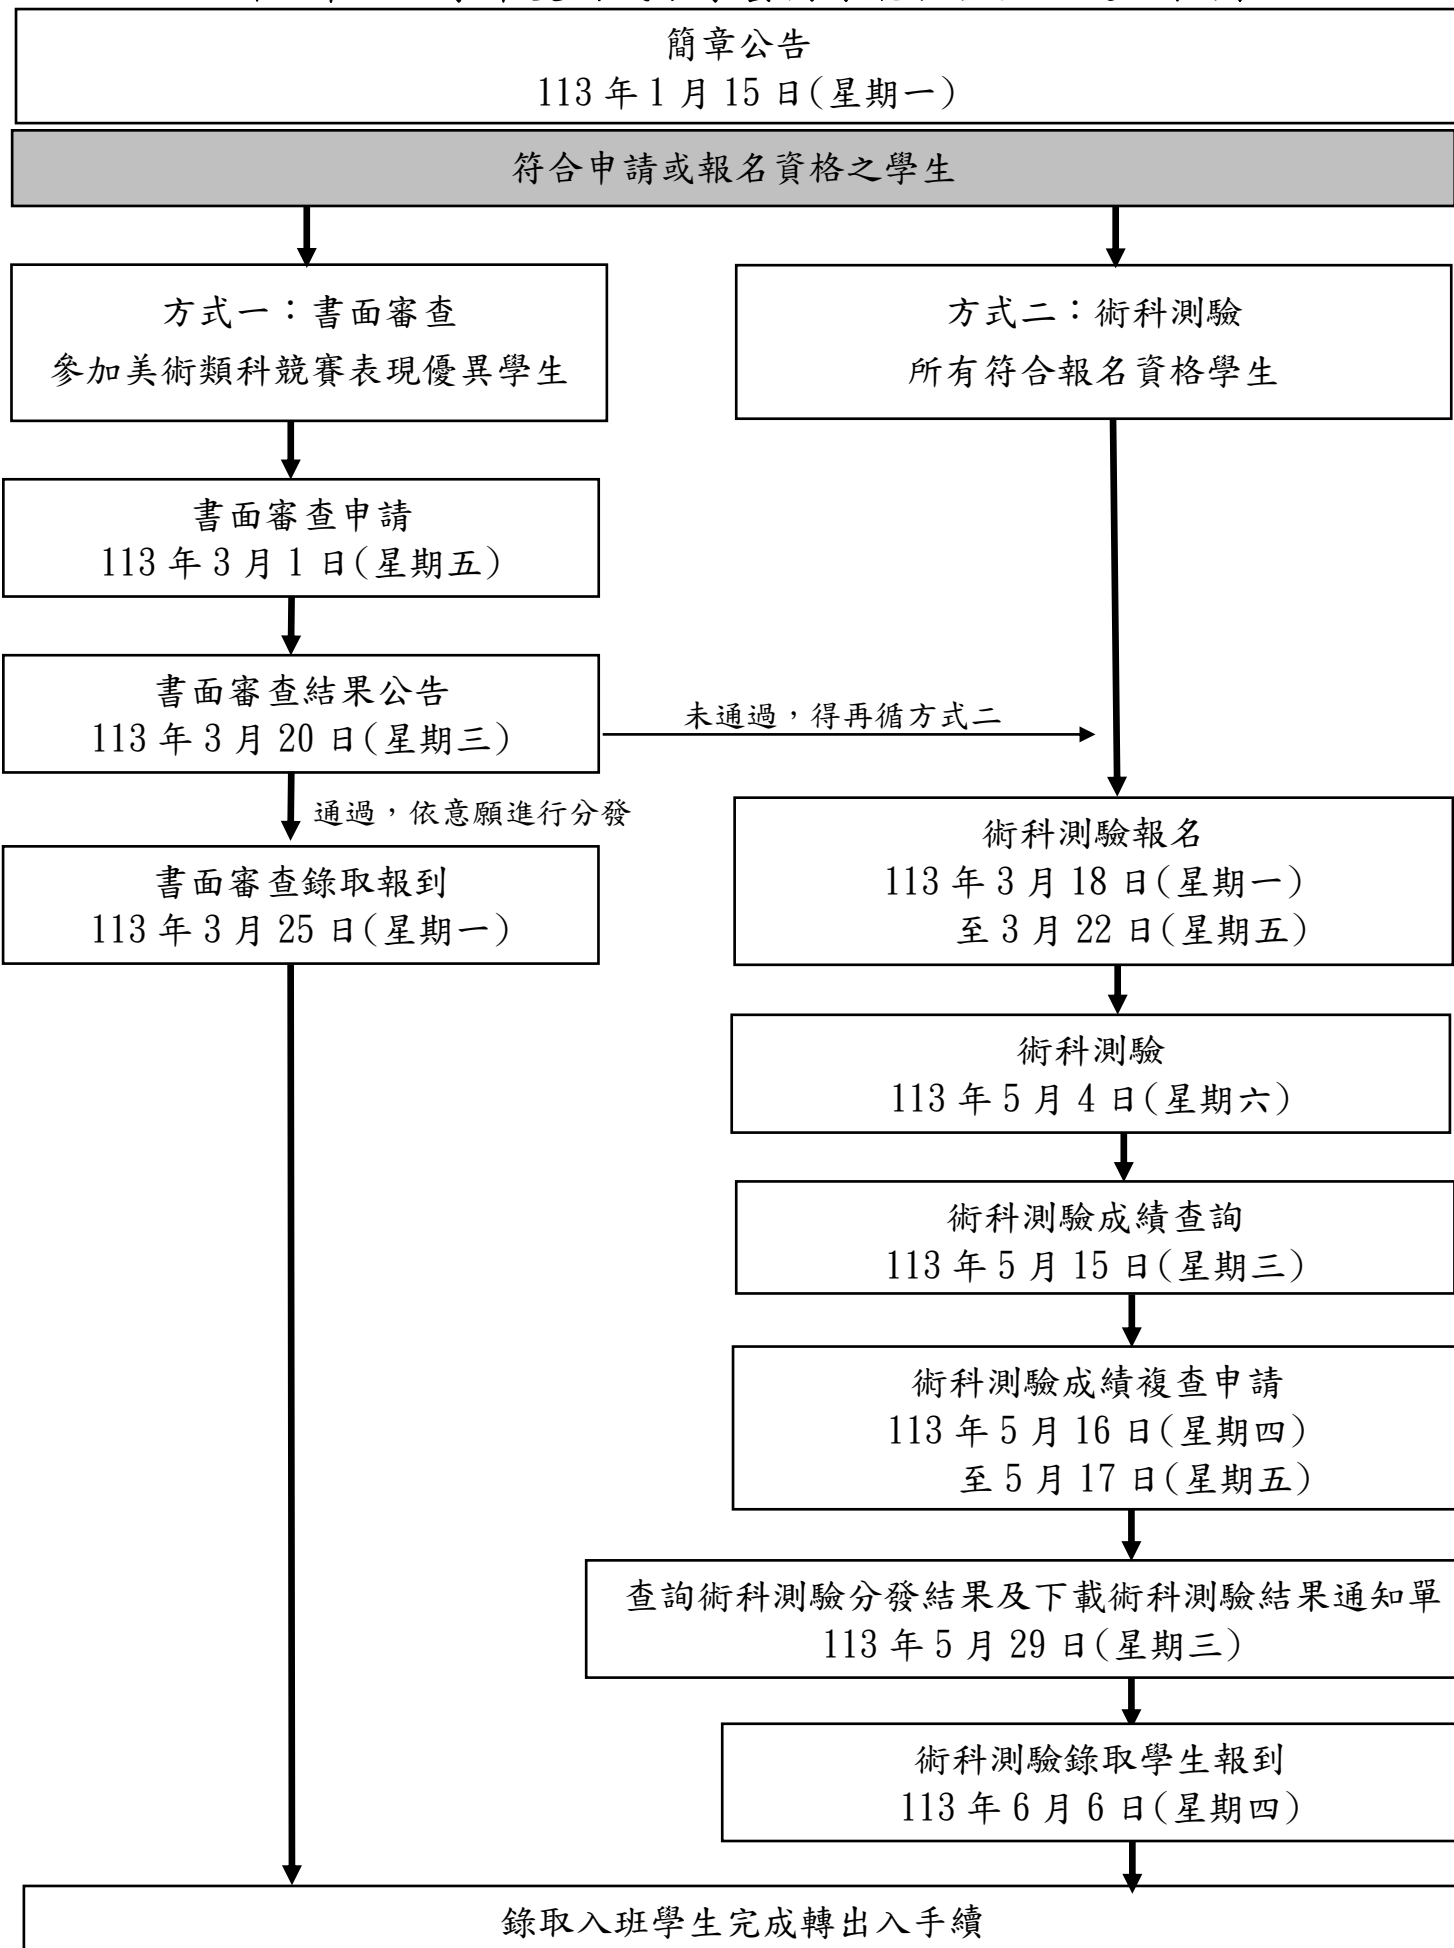 簡章公告
113 年 1 月 15 日(星期一)
符合申請或報名資格之學生
方式一：書面審查
參加美術類科競賽表現優異學生
方式二：術科測驗
所有符合報名資格學生
書面審查申請
113 年 3 月 1 日(星期五)
書面審查結果公告
113 年 3 月 20 日(星期三)
未通過，得再循方式二
通過，依意願進行分發
書面審查錄取報到
113 年 3 月 25 日(星期一)
術科測驗報名
113 年 3 月 18 日(星期一)
至 3 月 22 日(星期五)
術科測驗
113 年 5 月 4 日(星期六)
術科測驗成績查詢
113 年 5 月 15 日(星期三)
術科測驗成績複查申請
113 年 5 月 16 日(星期四)
至 5 月 17 日(星期五)
查詢術科測驗分發結果及下載術科測驗結果通知單
113 年 5 月 29 日(星期三)
術科測驗錄取學生報到
113 年 6 月 6 日(星期四)
錄取入班學生完成轉出入手續